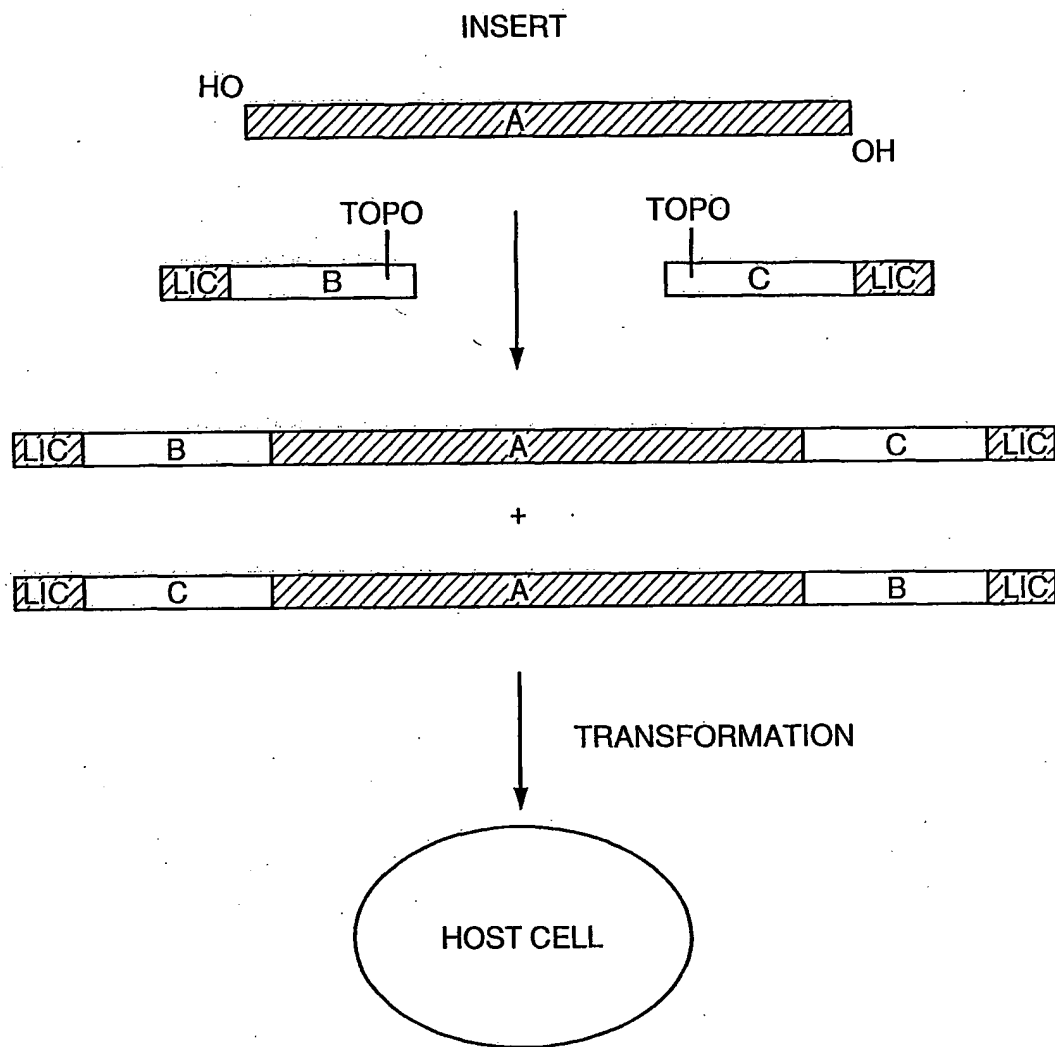 INSERT
HO
A
OH
TOPO TOPO
LIC B C LIC
LIC B A C LIC
+
LIC C A B LIC
TRANSFORMATION
HOST CELL